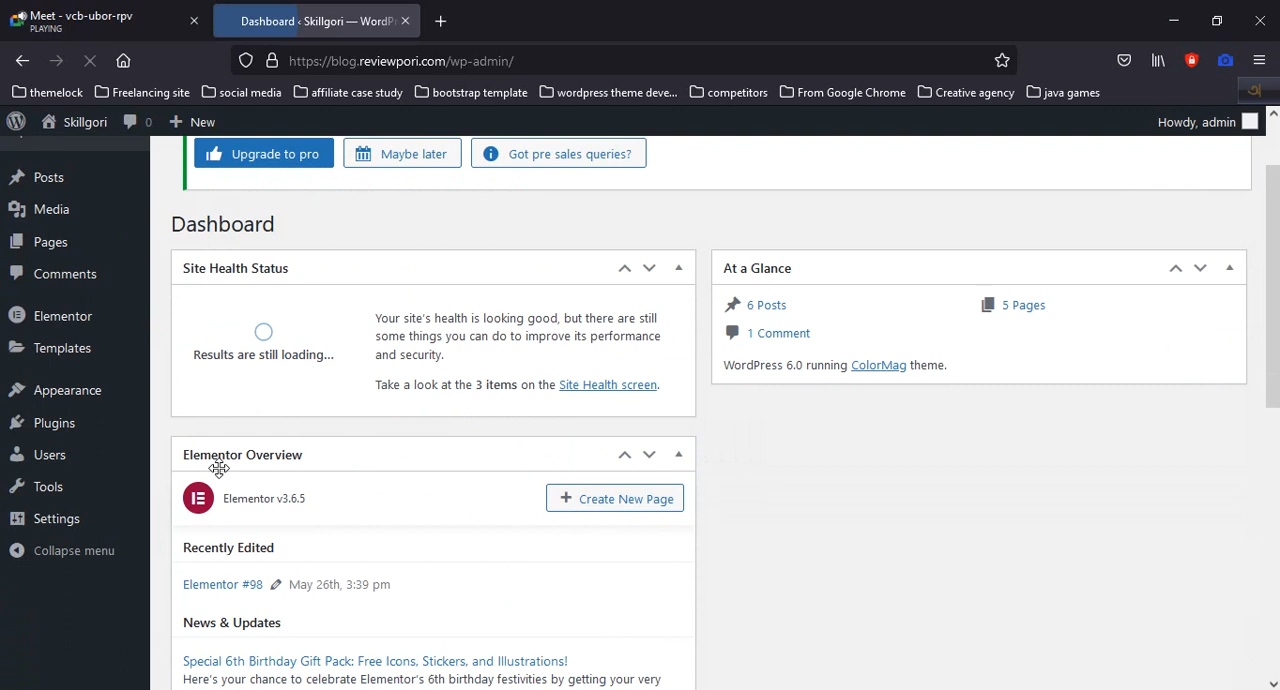 Meet - vcb-ubor-rpv
PLAYING
Dashboard ‹ Skillgori — WordPr
https://blog.reviewpori.com/wp-admin/
themelock
Freelancing site
social media
affiliate case study
bootstrap template
wordpress theme deve...
competitors
From Google Chrome
Creative agency
java games
Skillgori
0
New
Howdy, admin
Posts
Media
Pages
Comments
Elementor
Templates
Appearance
Plugins
Users
Tools
Settings
Collapse menu
Upgrade to pro
Maybe later
Got pre sales queries?
Dashboard
Site Health Status
Results are still loading...
Your site's health is looking good, but there are still
some things you can do to improve its performance
and security.
Take a look at the 3 items on the Site Health screen.
At a Glance
6 Posts
5 Pages
1 Comment
WordPress 6.0 running ColorMag theme.
Elementor Overview
Elementor v3.6.5
Create New Page
Recently Edited
Elementor #98
May 26th, 3:39 pm
News & Updates
Special 6th Birthday Gift Pack: Free Icons, Stickers, and Illustrations!
Here's your chance to celebrate Elementor's 6th birthday festivities by getting your very